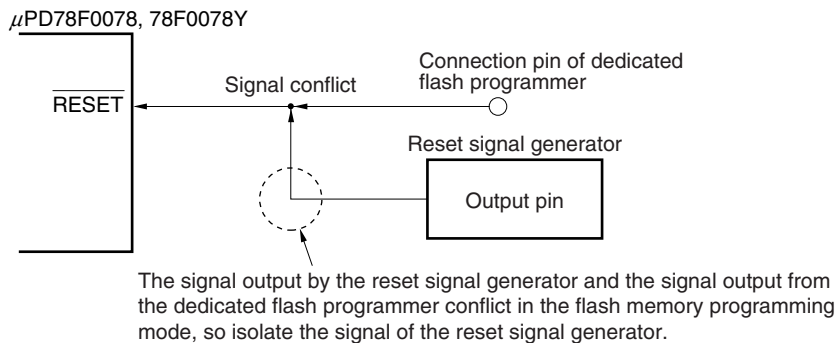 μPD78F0078, 78F0078Y
Connection pin of dedicated
flash programmer
Signal conflict
RESET
Reset signal generator
Output pin
The signal output by the reset signal generator and the signal output from
the dedicated flash programmer conflict in the flash memory programming
mode, so isolate the signal of the reset signal generator.